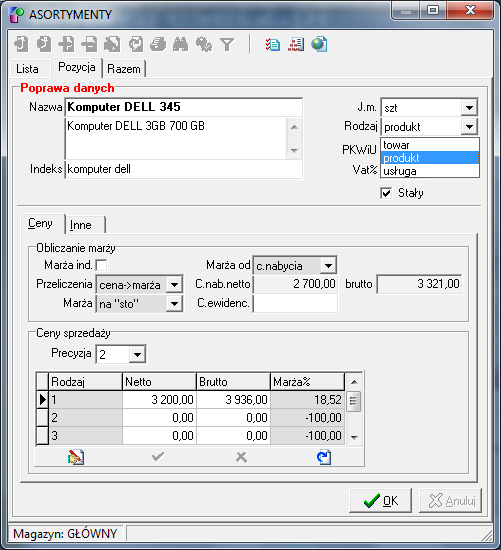 ASORTYMENTY
Lista Pozycja Razem
Poprawa danych
Nazwa Komputer DELL 345 J.m. szt
Komputer DELL 3GB 700 GB Rodzaj produkt
towar
PKWiU produkt
Indeks komputer dell Vat% usługa
Stały
Ceny Inne
Obliczanie marży
Marża ind. Marża od c.nabycia
Przeliczenia cena->marża C.nab.netto 2 700,00 brutto 3 321,00
Marża na "sto" C.ewidenc.
Ceny sprzedaży
Precyzja 2
Rodzaj Netto Brutto Marża%
1 3 200,00 3 936,00 18,52
2 0,00 0,00 -100,00
3 0,00 0,00 -100,00
OK Anuluj
Magazyn: GŁÓWNY